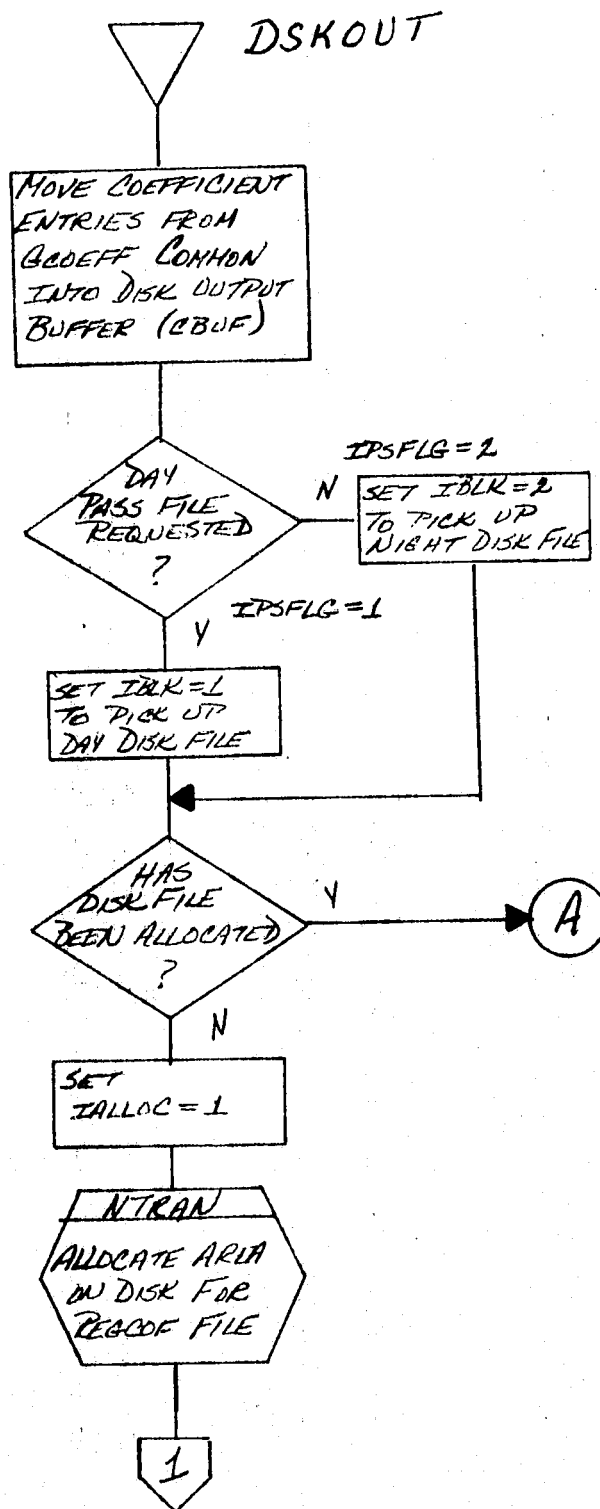 DSKOUT
MOVE COEFFICIENT
ENTRIES FROM
GCOEFF COMMON
INTO DISK OUTPUT
BUFFER (CBUF)
DAY
PASS FILE
REQUESTED
?
N
IPSFLG=2
SET IBLK=2
TO PICK UP
NIGHT DISK FILE
Y
IPSFLG=1
SET IBLK=1
TO PICK UP
DAY DISK FILE
HAS
DISK FILE
BEEN ALLOCATED
?
Y
A
N
SET
IALLOC=1
NTRAN
ALLOCATE AREA
ON DISK FOR
REGCOF FILE
1